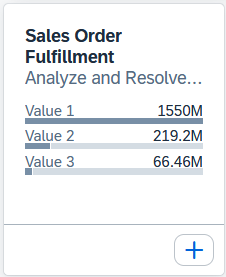 Sales Order
Fulfillment
Analyze and Resolve...
Value 1 1550M
Value 2 219.2M
Value 3 66.46M